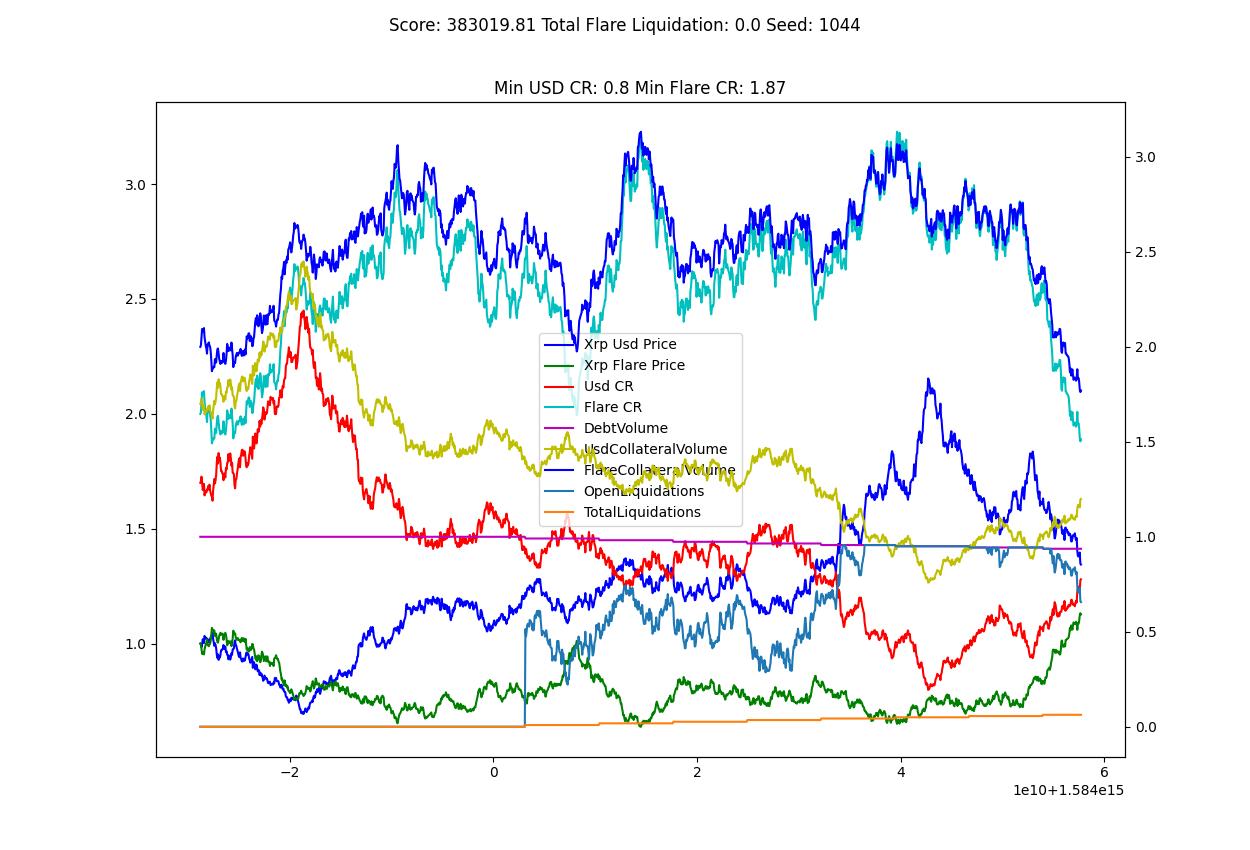 Score: 383019.81 Total Flare Liquidation: 0.0 Seed: 1044
Min USD CR: 0.8 Min Flare CR: 1.87
3.0
2.5
2.0
1.5
1.0
3.0
2.5
2.0
1.5
1.0
0.5
0.0
Xrp Usd Price
Xrp Flare Price
Usd CR
Flare CR
DebtVolume
UsdCollateralVolume
FlareCollateralVolume
OpenLiquidations
TotalLiquidations
−2 0 2 4 6
1e10+1.584e15